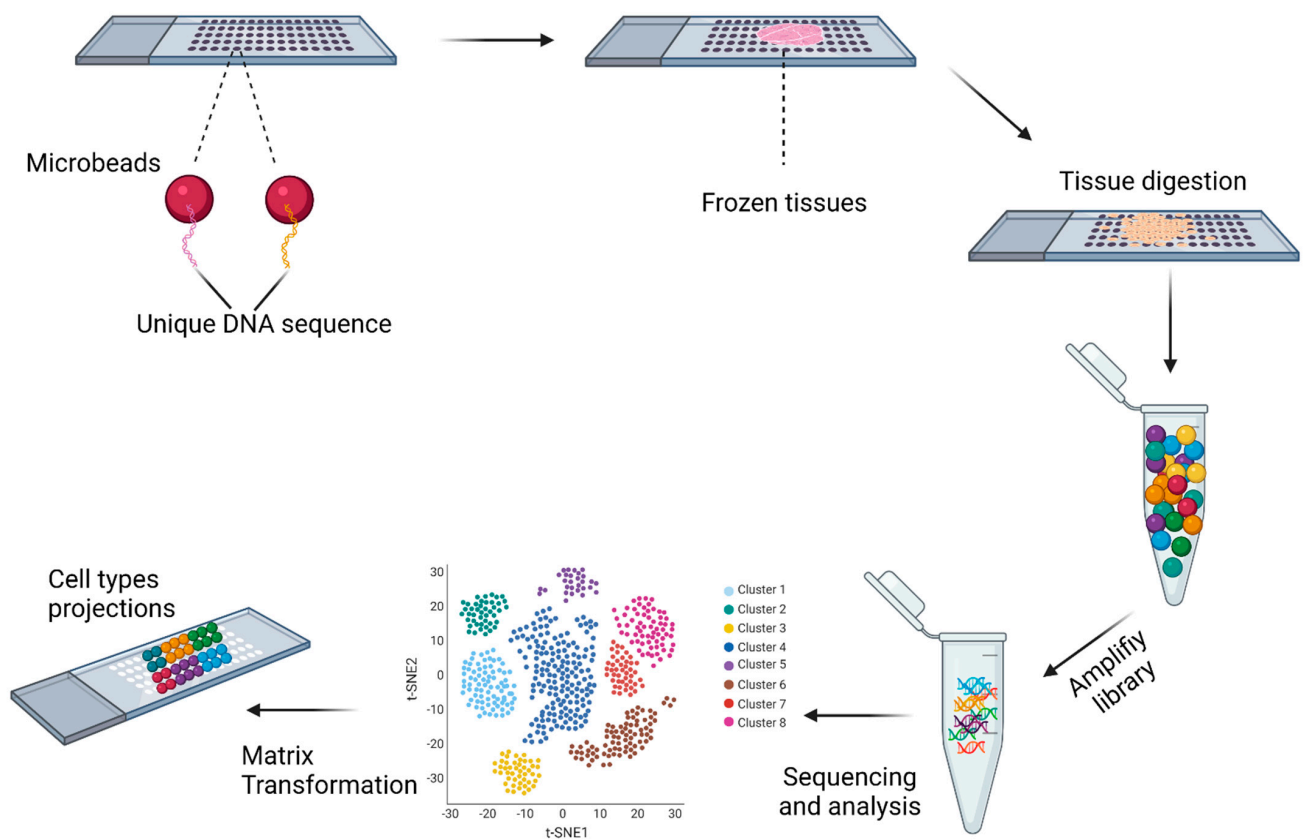 Microbeads
Unique DNA sequence
Frozen tissues
Tissue digestion
Amplifiy
library
Sequencing
and analysis
30
20
10
0
-10
-20
-30
t-SNE2
-30
-20
-10
0
10
20
30
t-SNE1
Cluster 1
Cluster 2
Cluster 3
Cluster 4
Cluster 5
Cluster 6
Cluster 7
Cluster 8
Matrix
Transformation
Cell types
projections